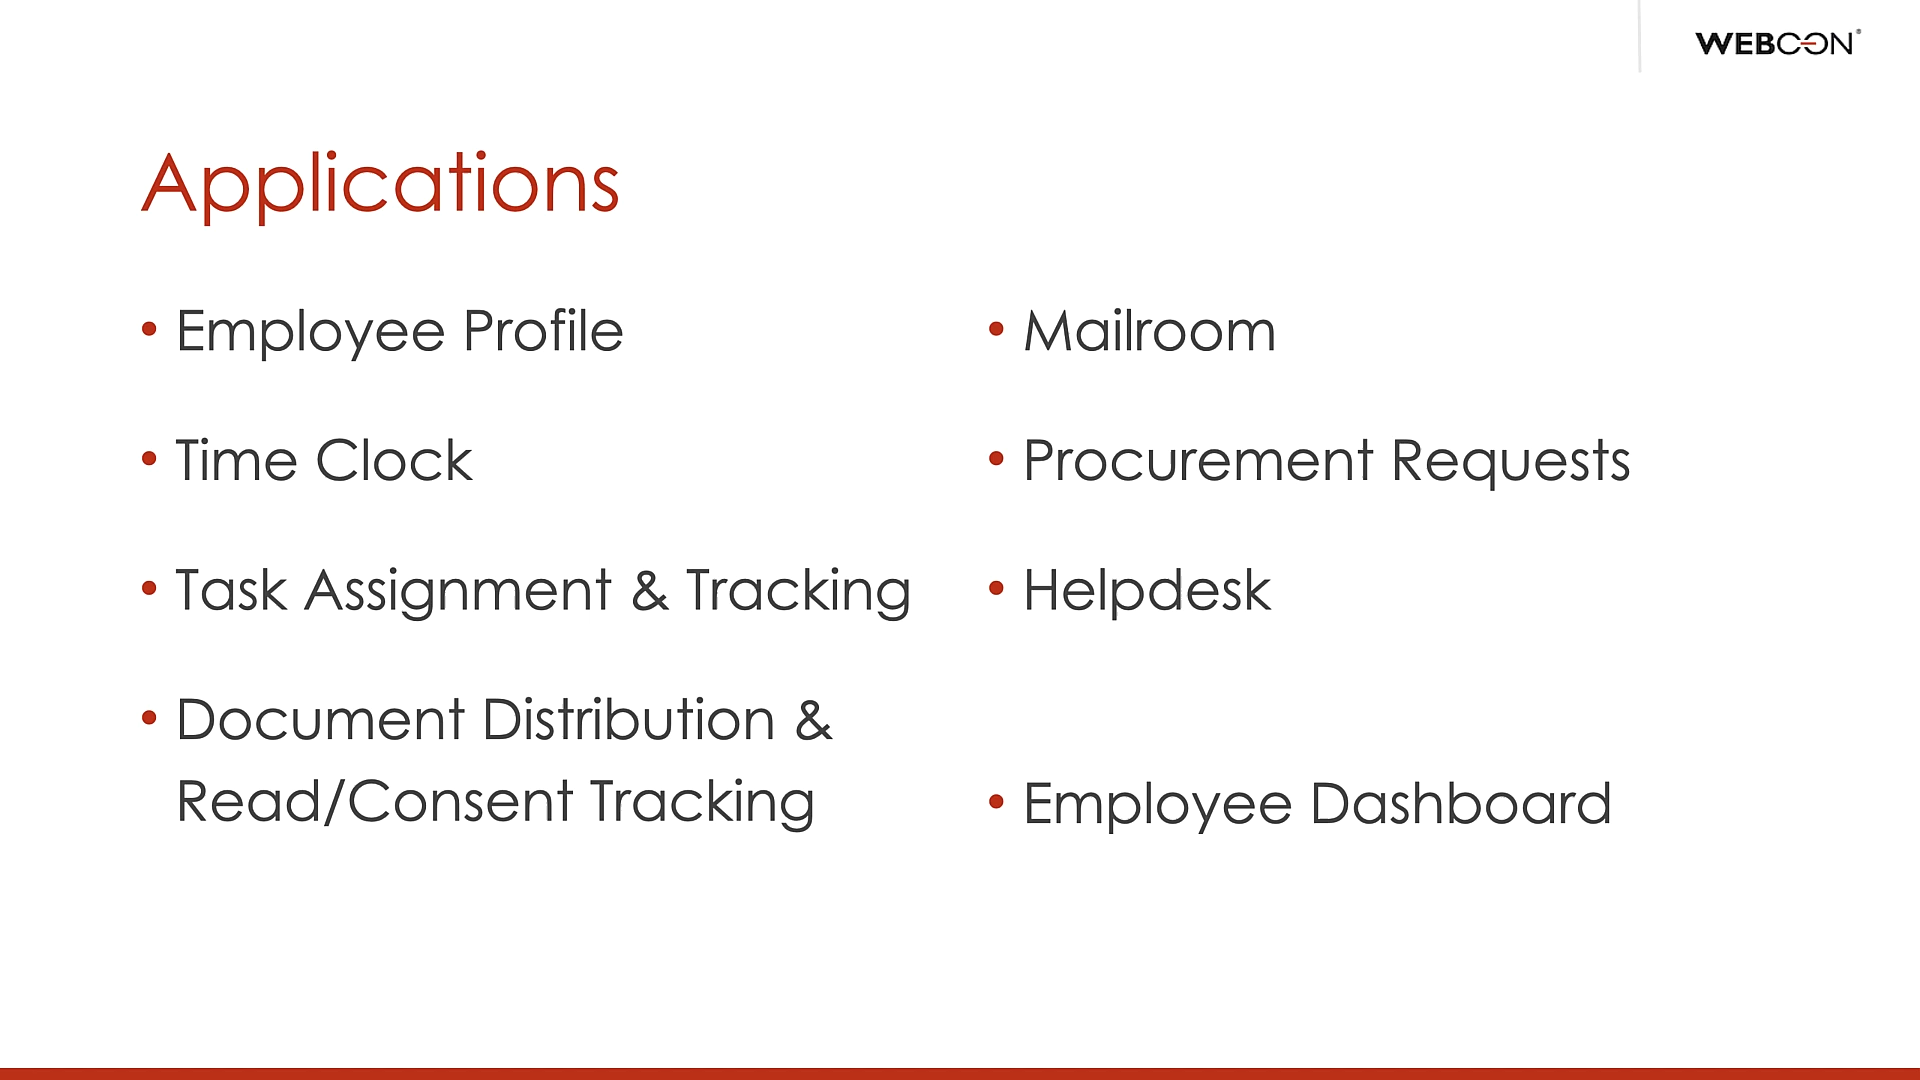 WEBCON®
Applications
• Employee Profile
• Time Clock
• Task Assignment & Tracking
• Document Distribution &
Read/Consent Tracking
• Mailroom
• Procurement Requests
• Helpdesk
• Employee Dashboard